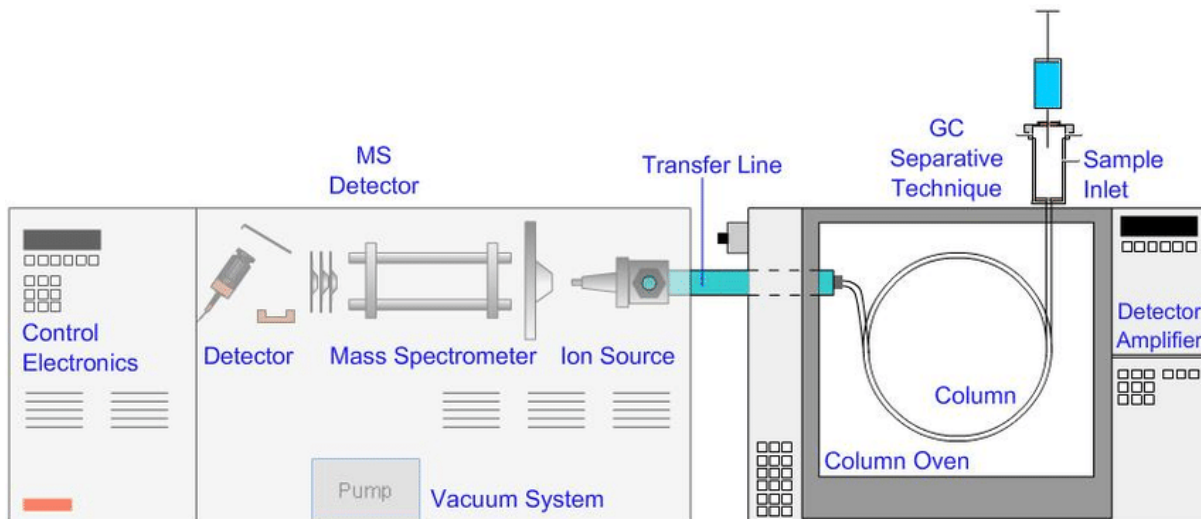 MS
Detector
Transfer Line
GC
Separative
Technique
Sample
Inlet
Control
Electronics
Detector
Mass Spectrometer
Ion Source
Detector
Amplifier
Column
Column Oven
Pump
Vacuum System